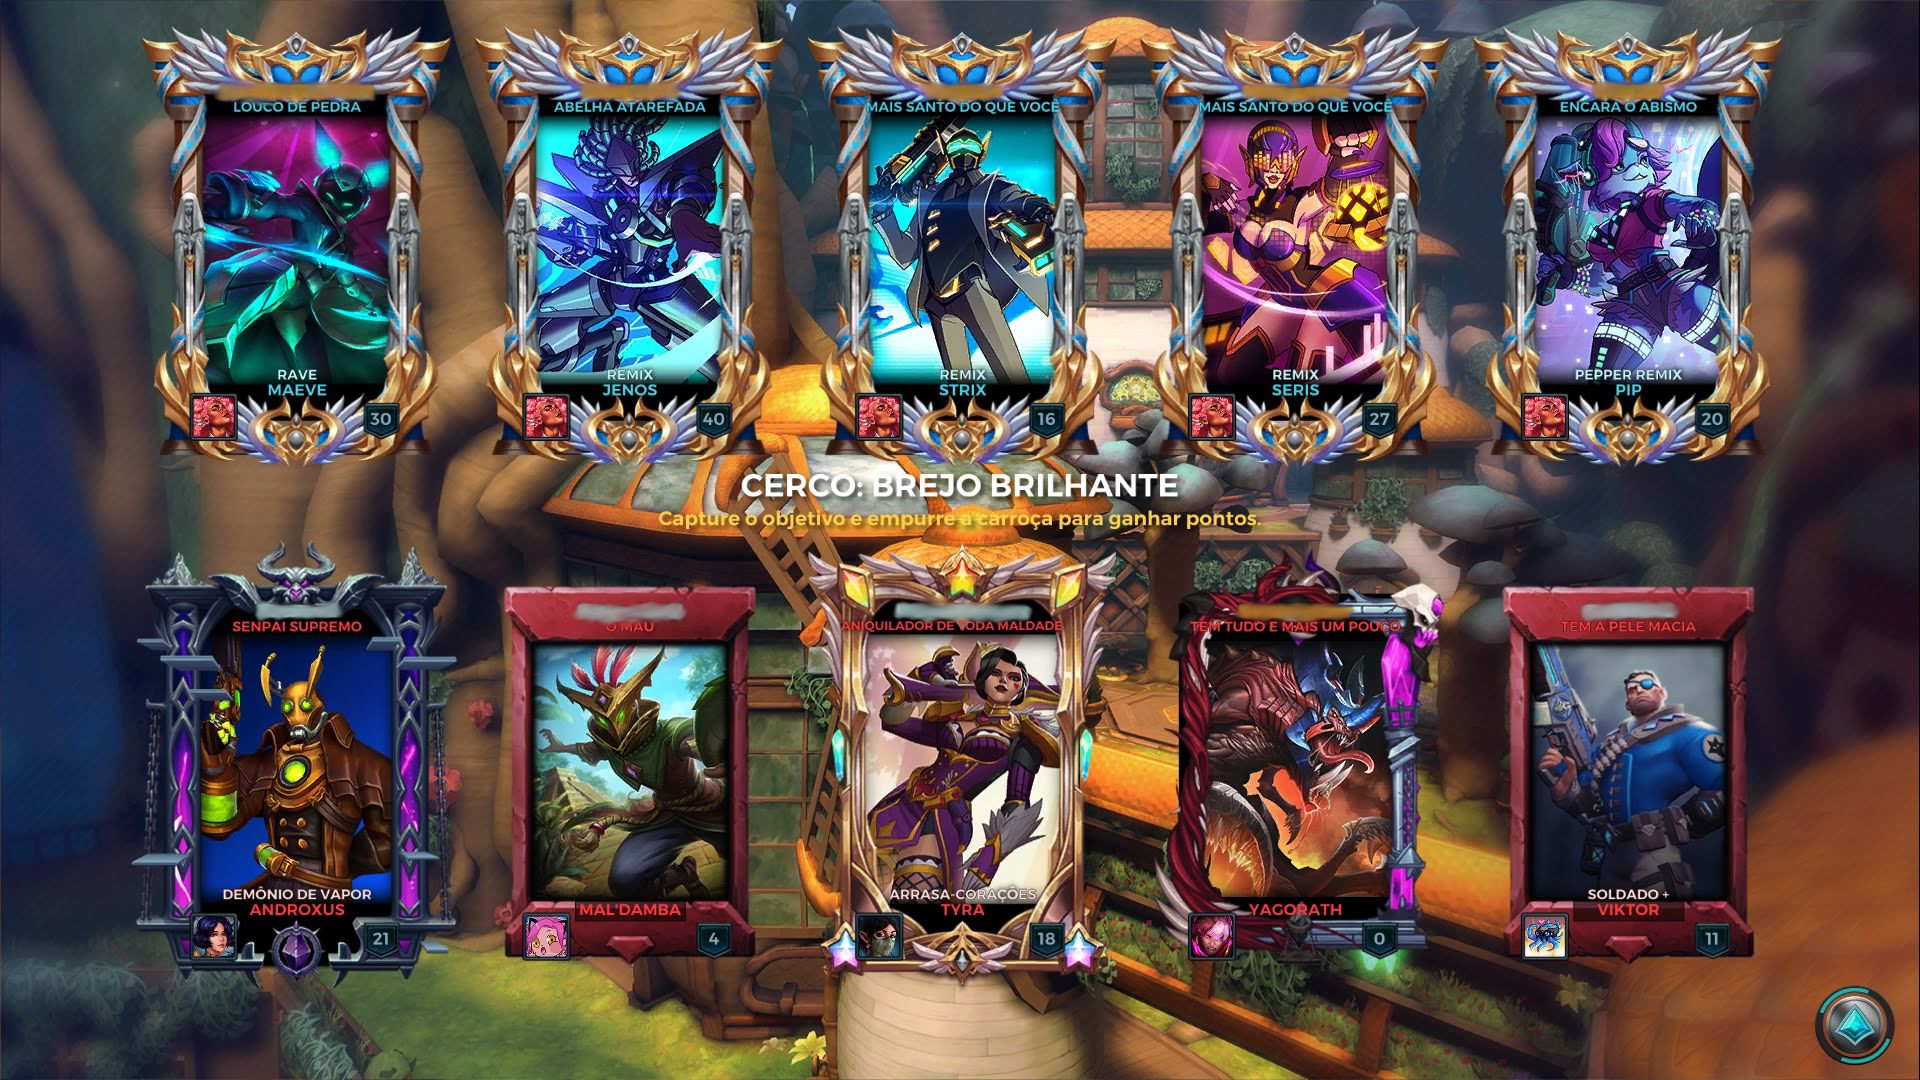 LOUCO DE PEDRA
RAVE
MAEVE
30
ABELHA ATAREFADA
REMIX
JENOS
40
MAIS SANTO DO QUE VOCÊ
REMIX
STRIX
16
MAIS SANTO DO QUE VOCÊ
REMIX
SERIS
27
ENCARA O ABISMO
PEPPER REMIX
PIP
20
CERCO: BREJO BRILHANTE
Capture o objetivo e empurre a carroça para ganhar pontos.
SENPAI SUPREMO
DEMÔNIO DE VAPOR
ANDROXUS
21
O MAU
MAL'DAMBA
4
ANIQUILADOR DE TODA MALDADE
ARRASA-CORAÇÕES
TYRA
18
TEM TUDO E MAIS UM POUCO
YAGORATH
0
TEM A PELE MACIA
SOLDADO +
VIKTOR
11